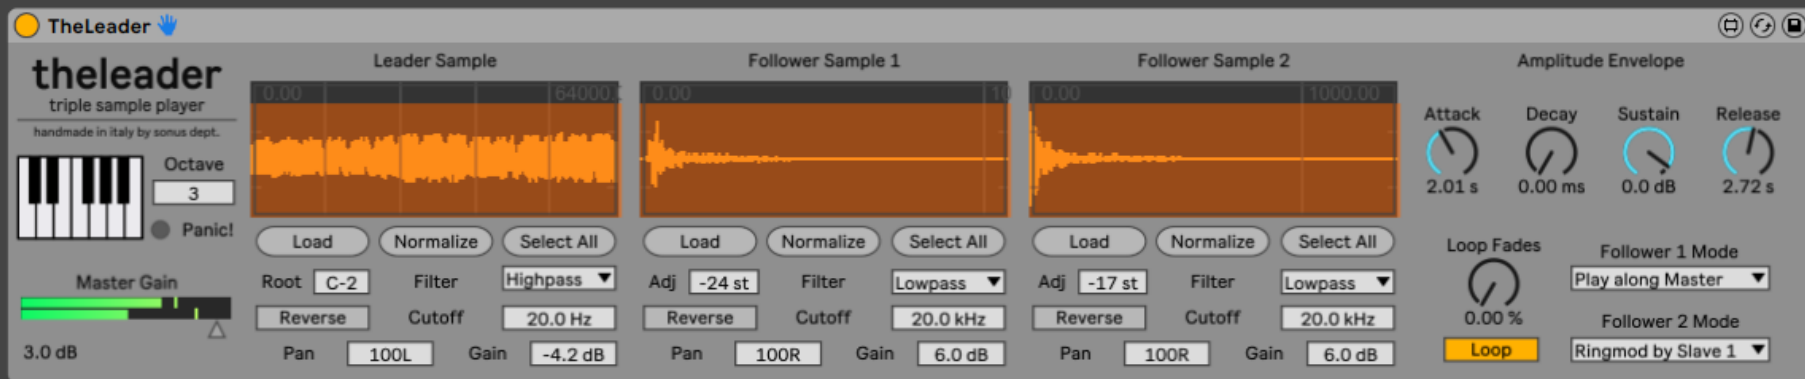 TheLeader
theleader
triple sample player
handmade in italy by sonus dept.
Octave
3
Panic!
Master Gain
3.0 dB
Leader Sample
0.00 64000.
Load Normalize Select All
Root C-2 Filter Highpass
Reverse Cutoff 20.0 Hz
Pan 100L Gain -4.2 dB
Follower Sample 1
0.00 10
Load Normalize Select All
Adj -24 st Filter Lowpass
Reverse Cutoff 20.0 kHz
Pan 100R Gain 6.0 dB
Follower Sample 2
0.00 1000.00
Load Normalize Select All
Adj -17 st Filter Lowpass
Reverse Cutoff 20.0 kHz
Pan 100R Gain 6.0 dB
Amplitude Envelope
Attack Decay Sustain Release
2.01 s 0.00 ms 0.0 dB 2.72 s
Loop Fades
0.00 %
Loop
Follower 1 Mode
Play along Master
Follower 2 Mode
Ringmod by Slave 1